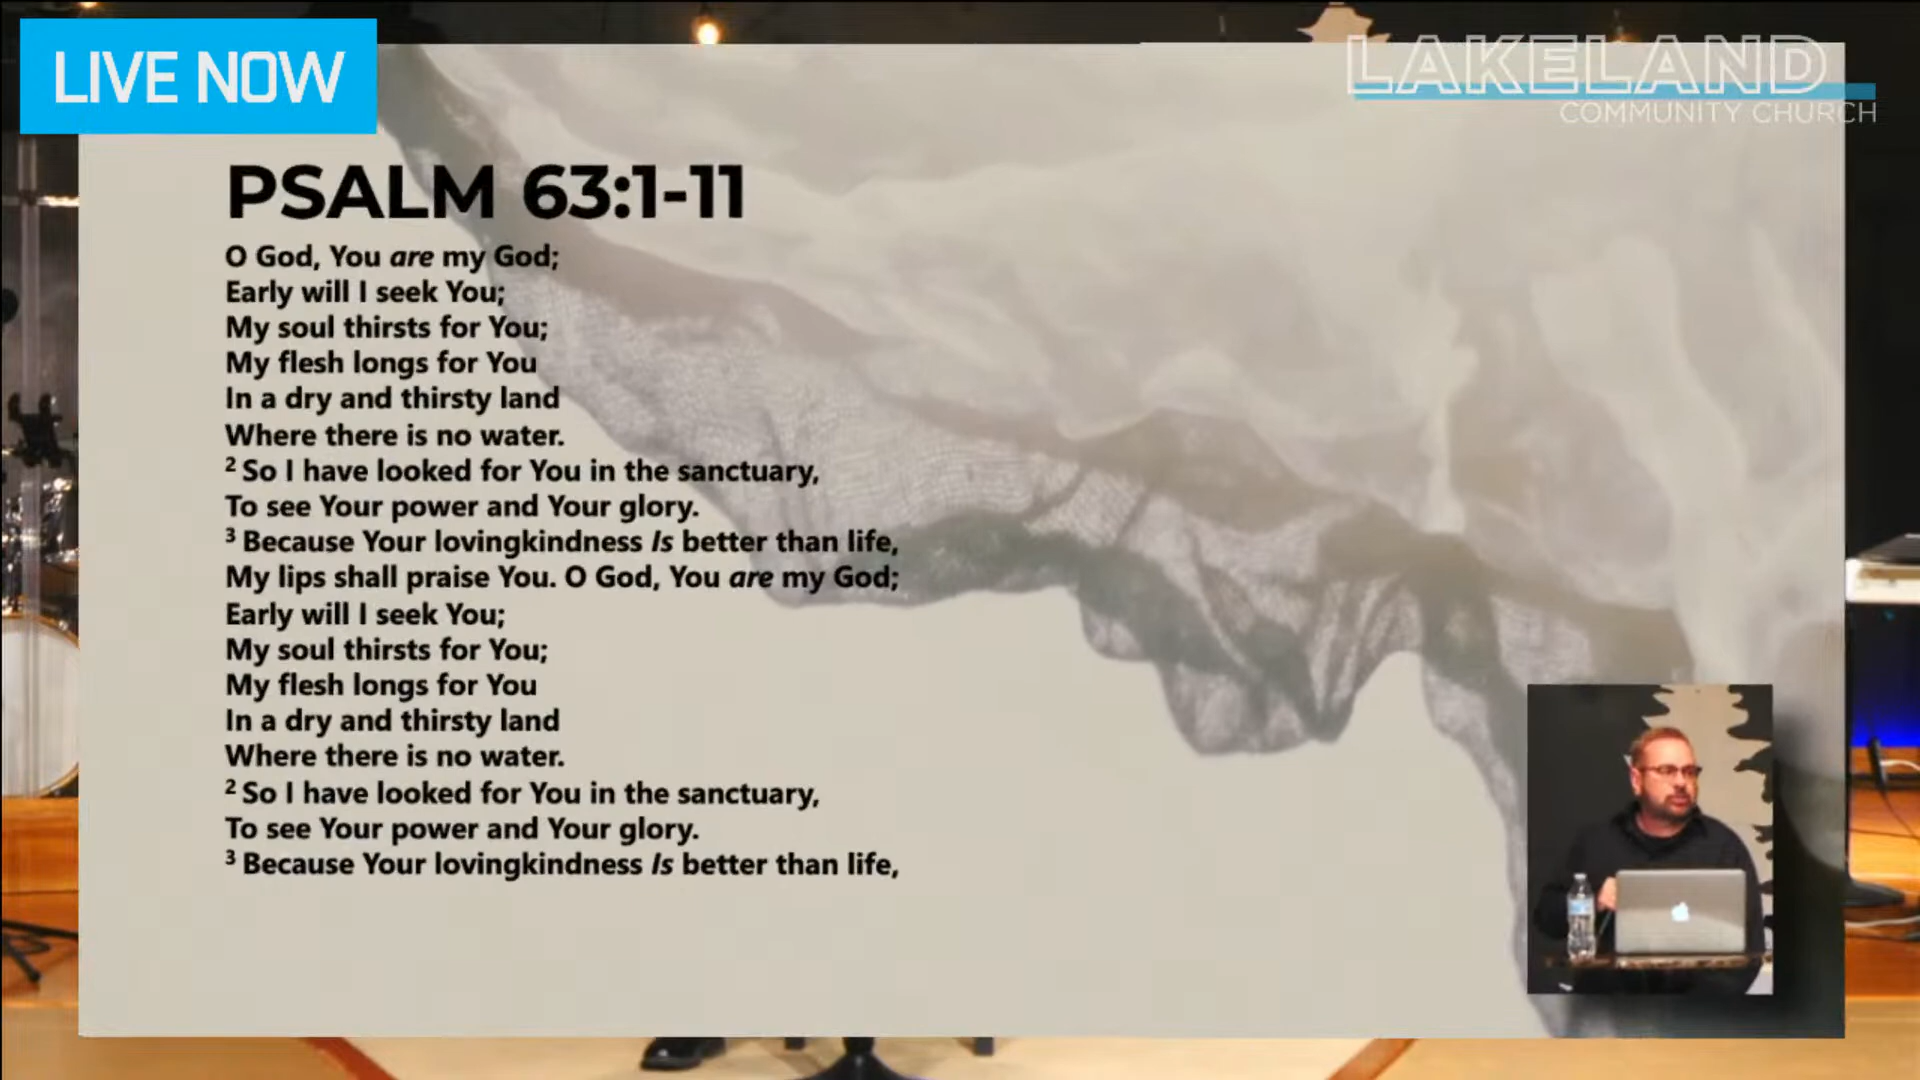 LIVE NOW
LAKELAND
COMMUNITY CHURCH
PSALM 63:1-11
O God, You are my God;
Early will I seek You;
My soul thirsts for You;
My flesh longs for You
In a dry and thirsty land
Where there is no water.
2 So I have looked for You in the sanctuary,
To see Your power and Your glory.
3 Because Your lovingkindness Is better than life,
My lips shall praise You. O God, You are my God;
Early will I seek You;
My soul thirsts for You;
My flesh longs for You
In a dry and thirsty land
Where there is no water.
2 So I have looked for You in the sanctuary,
To see Your power and Your glory.
3 Because Your lovingkindness Is better than life,